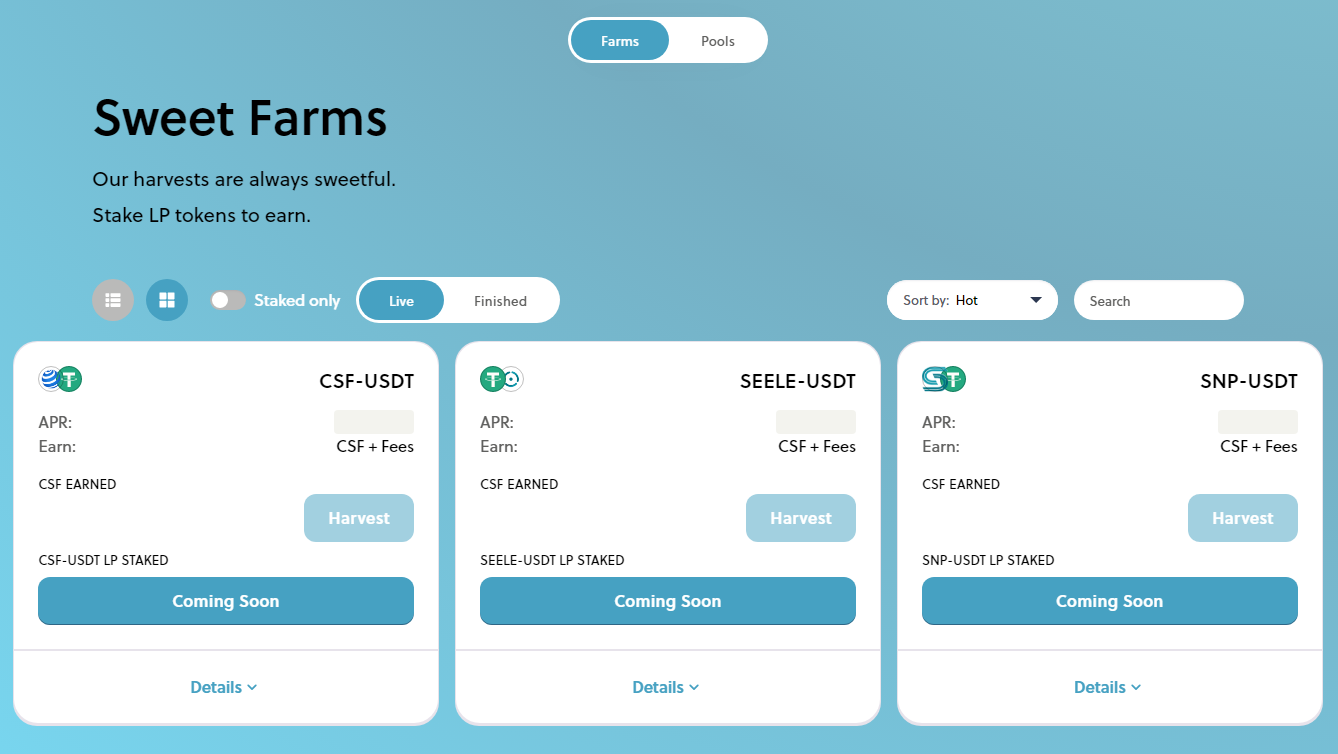 Farms
Pools
Sweet Farms
Our harvests are always sweetful.
Stake LP tokens to earn.
Staked only
Live
Finished
Sort by: Hot
Search
CSF-USDT
APR:
Earn:
CSF + Fees
CSF EARNED
Harvest
CSF-USDT LP STAKED
Coming Soon
Details
SEELE-USDT
APR:
Earn:
CSF + Fees
CSF EARNED
Harvest
SEELE-USDT LP STAKED
Coming Soon
Details
SNP-USDT
APR:
Earn:
CSF + Fees
CSF EARNED
Harvest
SNP-USDT LP STAKED
Coming Soon
Details